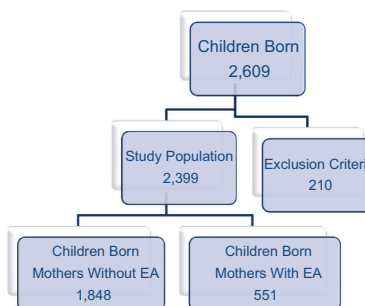 Children Born
2,609
Study Population
2,399
Exclusion Criteri
210
Children Born
Mothers Without EA
1,848
Children Born
Mothers With EA
551